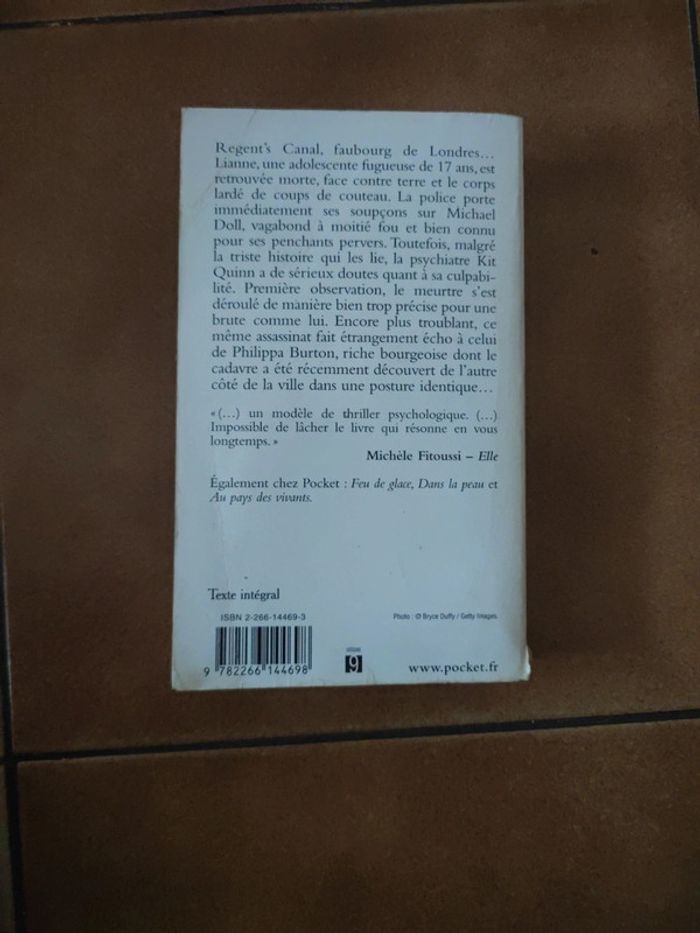 Regent's Canal, faubourg de Londres...
Lianne, une adolescente fugueuse de 17 ans, est
retrouvée morte, face contre terre et le corps
lardé de coups de couteau. La police porte
immédiatement ses soupçons sur Michael
Doll, vagabond à moitié fou et bien connu
pour ses penchants pervers. Toutefois, malgré
la triste histoire qui les lie, la psychiatre Kit
Quinn a de sérieux doutes quant à sa culpabi-
lité. Première observation, le meurtre s'est
déroulé de manière bien trop précise pour une
brute comme lui. Encore plus troublant, ce
même assassinat fait étrangement écho à celui
de Philippa Burton, riche bourgeoise dont le
cadavre a été récemment découvert de l'autre
côté de la ville dans une posture identique...
« (...) un modèle de thriller psychologique. (...)
Impossible de lâcher le livre qui résonne en vous
longtemps. »
Michèle Fitoussi – Elle
Également chez Pocket : Feu de glace, Dans la peau et
Au pays des vivants.
Texte intégral
ISBN 2-266-14469-3
Photo : © Bryce Duffy / Getty Images.
9 782266 144698
9
www.pocket.fr